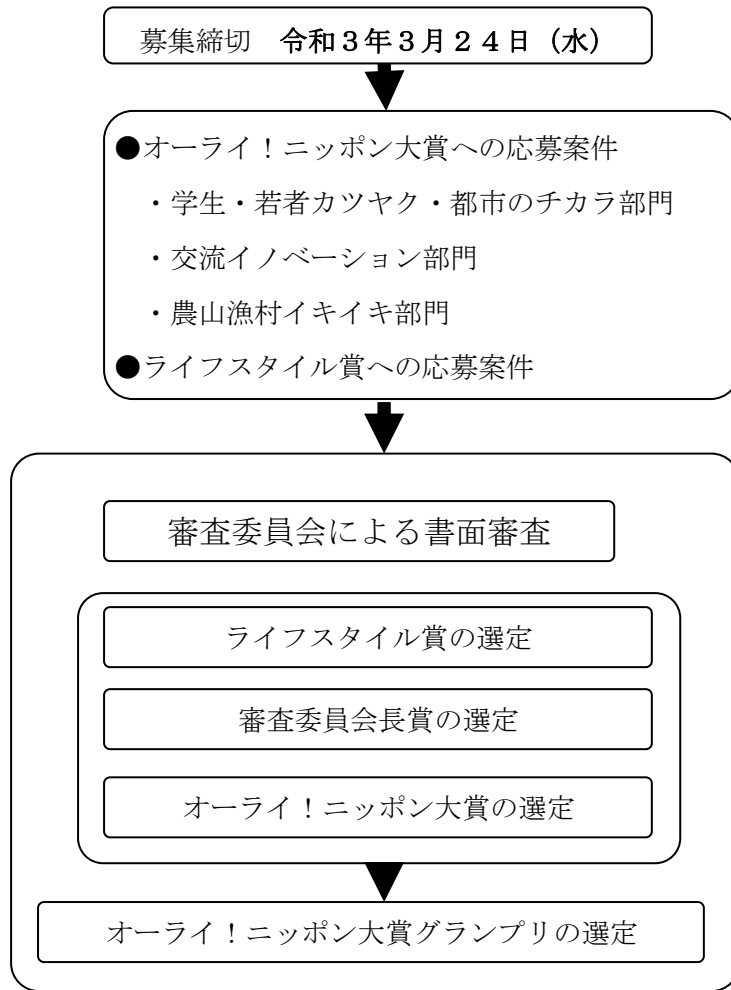 募集締切　令和３年３月２４日（水）
●オーライ！ニッポン大賞への応募案件
・学生・若者カツヤク・都市のチカラ部門
・交流イノベーション部門
・農山漁村イキイキ部門
●ライフスタイル賞への応募案件
審査委員会による書面審査
ライフスタイル賞の選定
審査委員会長賞の選定
オーライ！ニッポン大賞の選定
オーライ！ニッポン大賞グランプリの選定